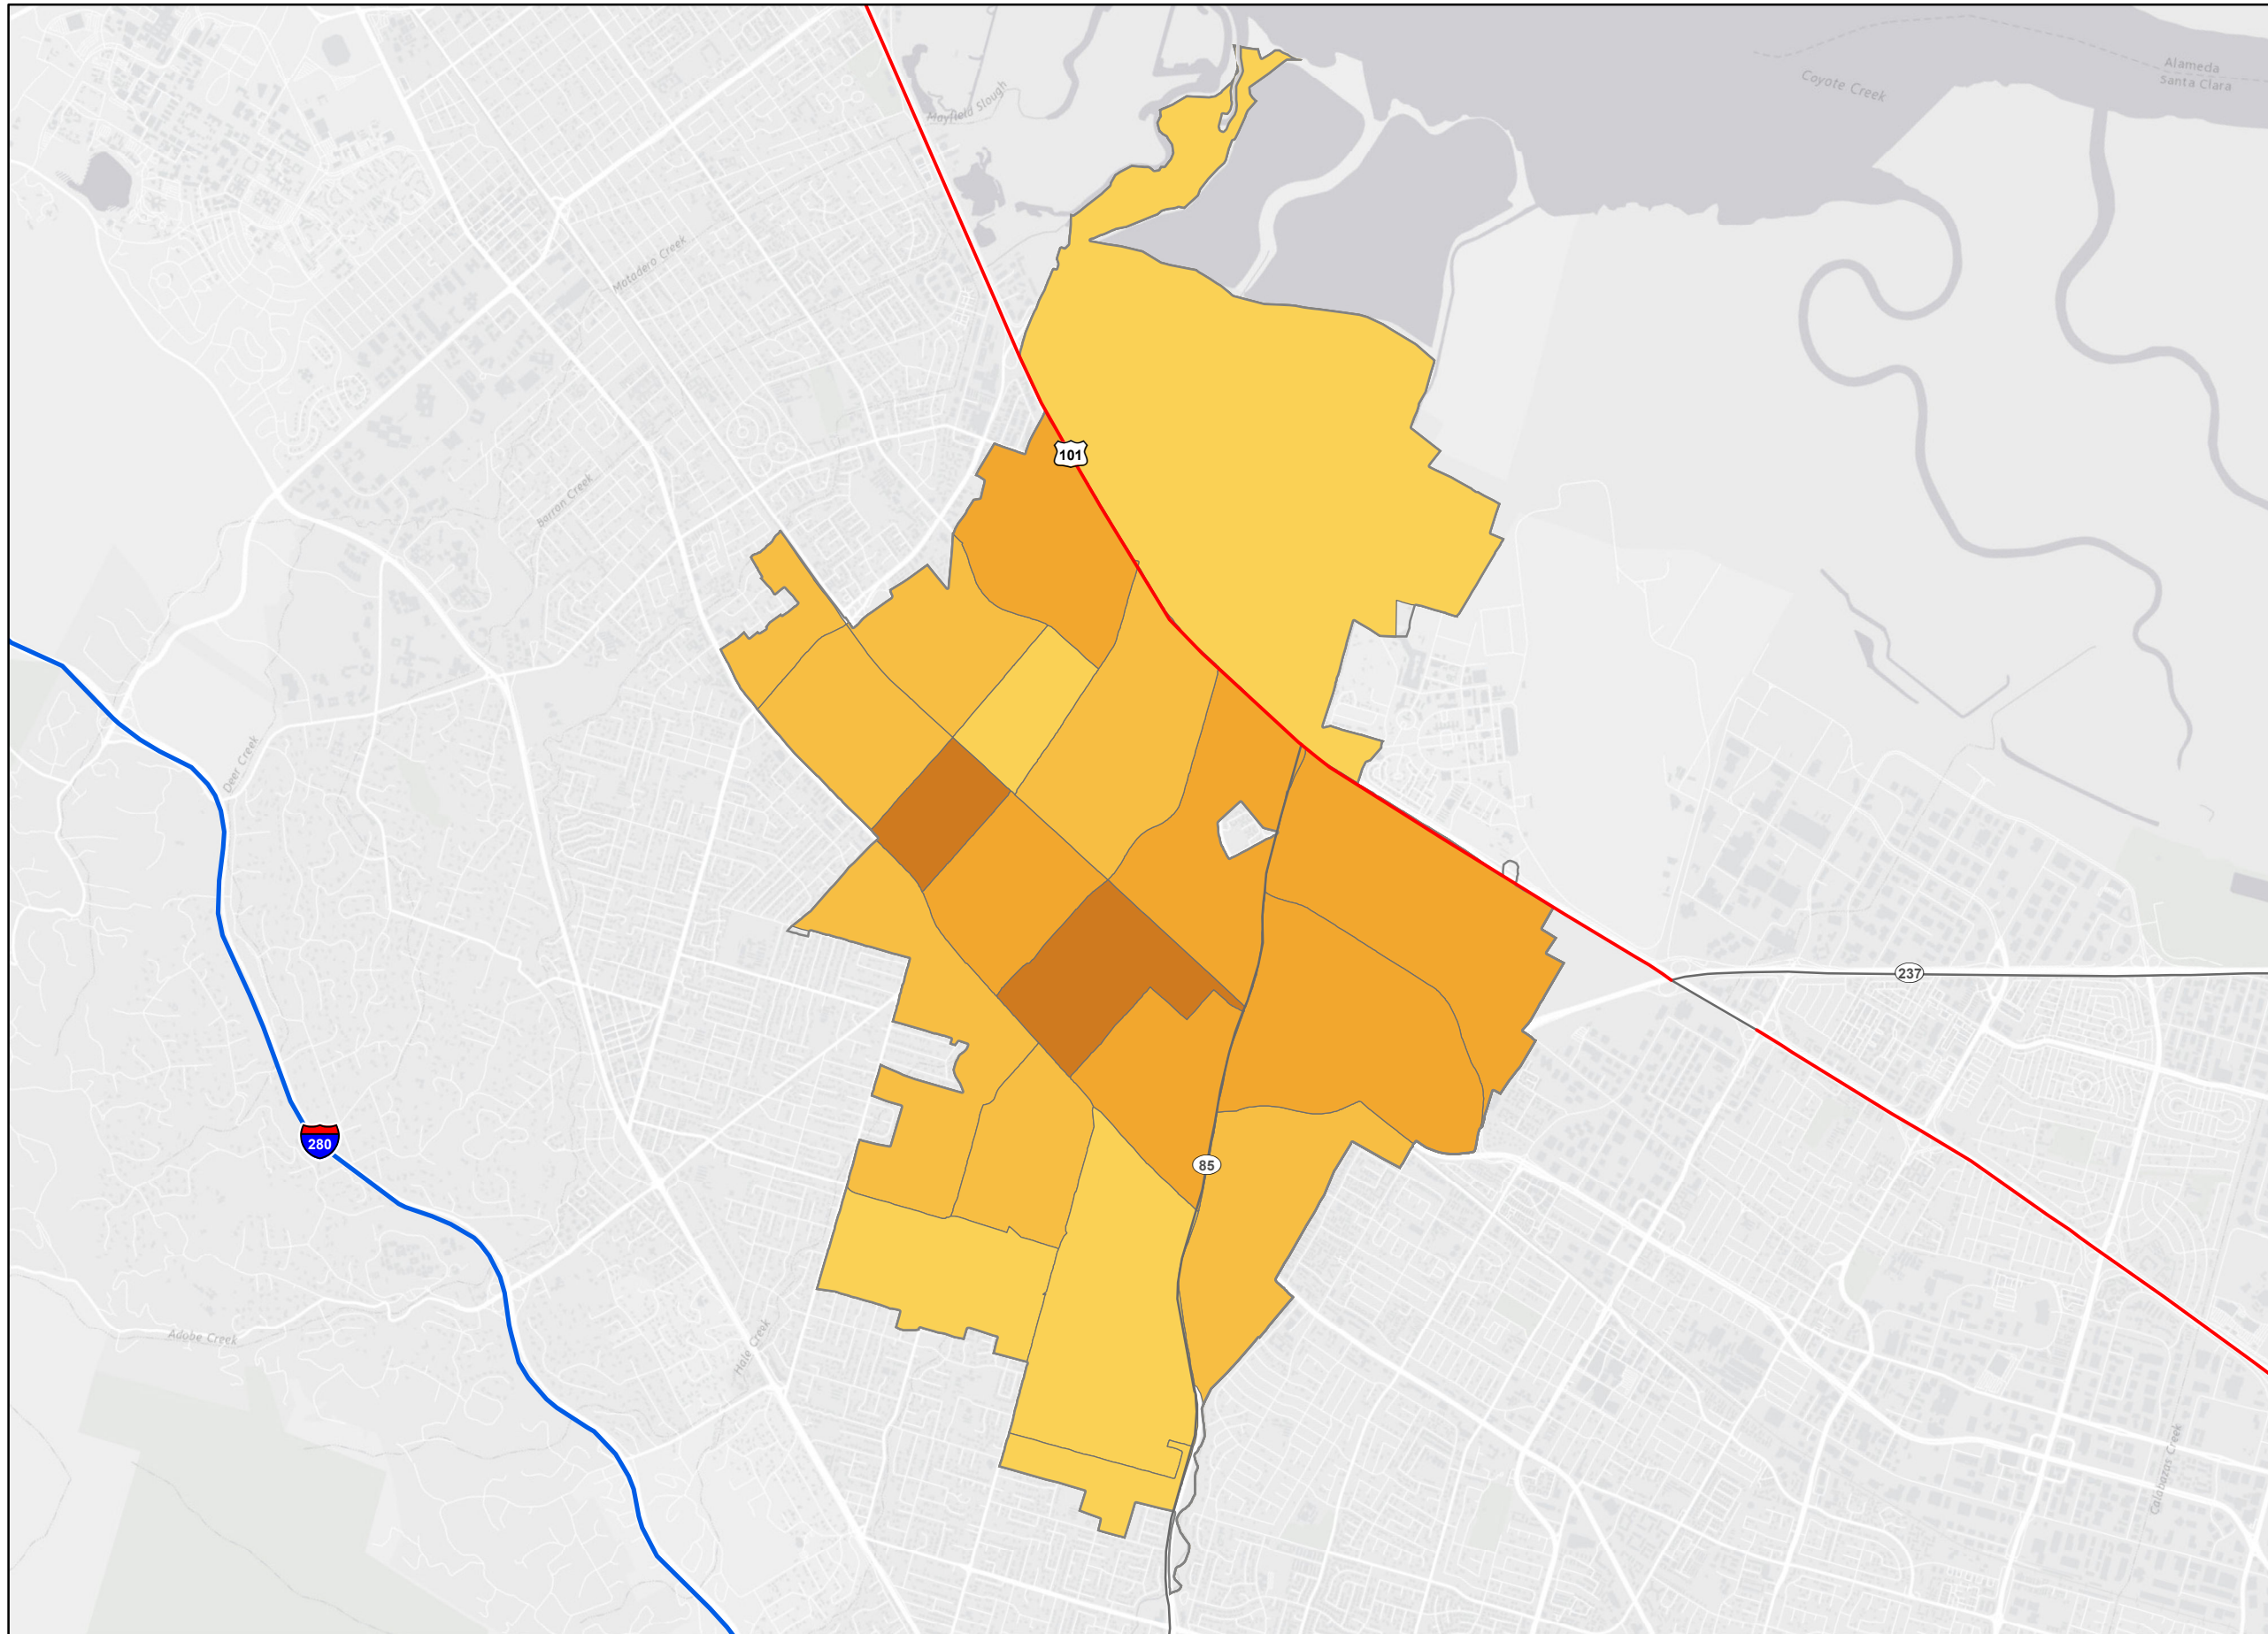 Alameda
Santa Clara
Coyote Creek
Mayfield Slough
Matadero Creek
101
Barron Creek
Deer Creek
237
280
85
Adobe Creek
Hale Creek
Calabazas Creek